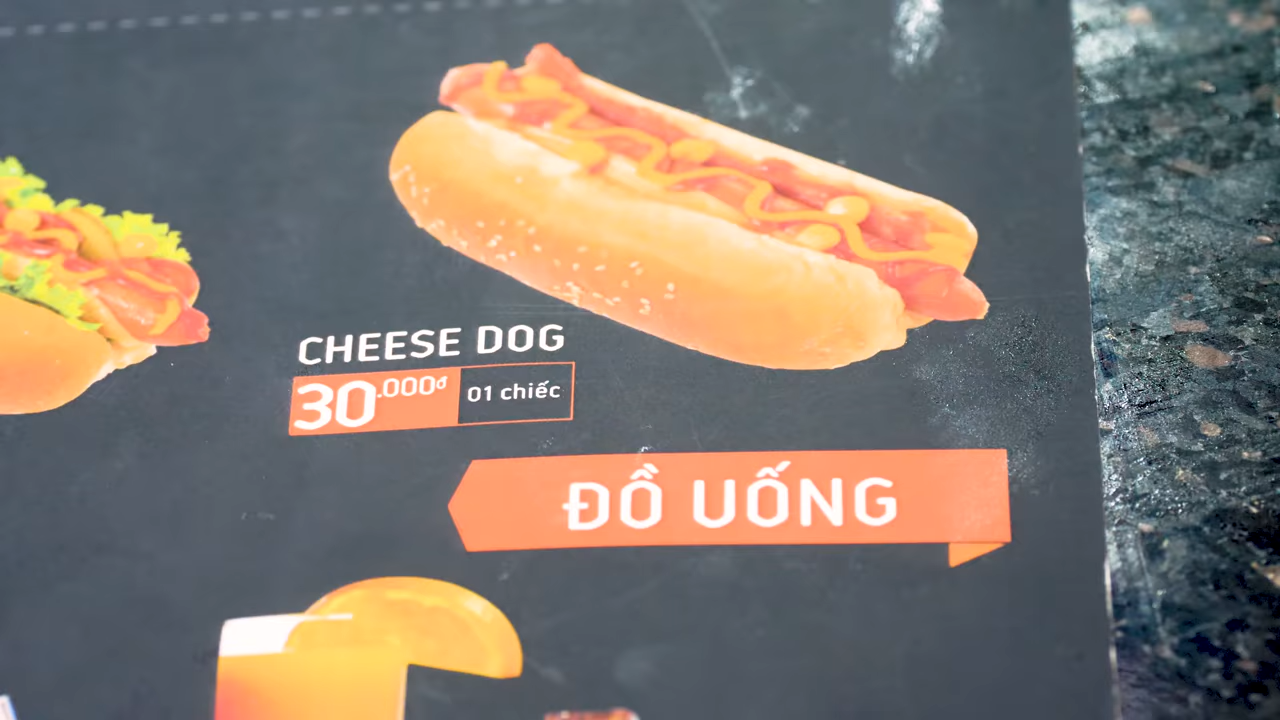 CHEESE DOG
30.000đ 01 chiếc
ĐỒ UỐNG